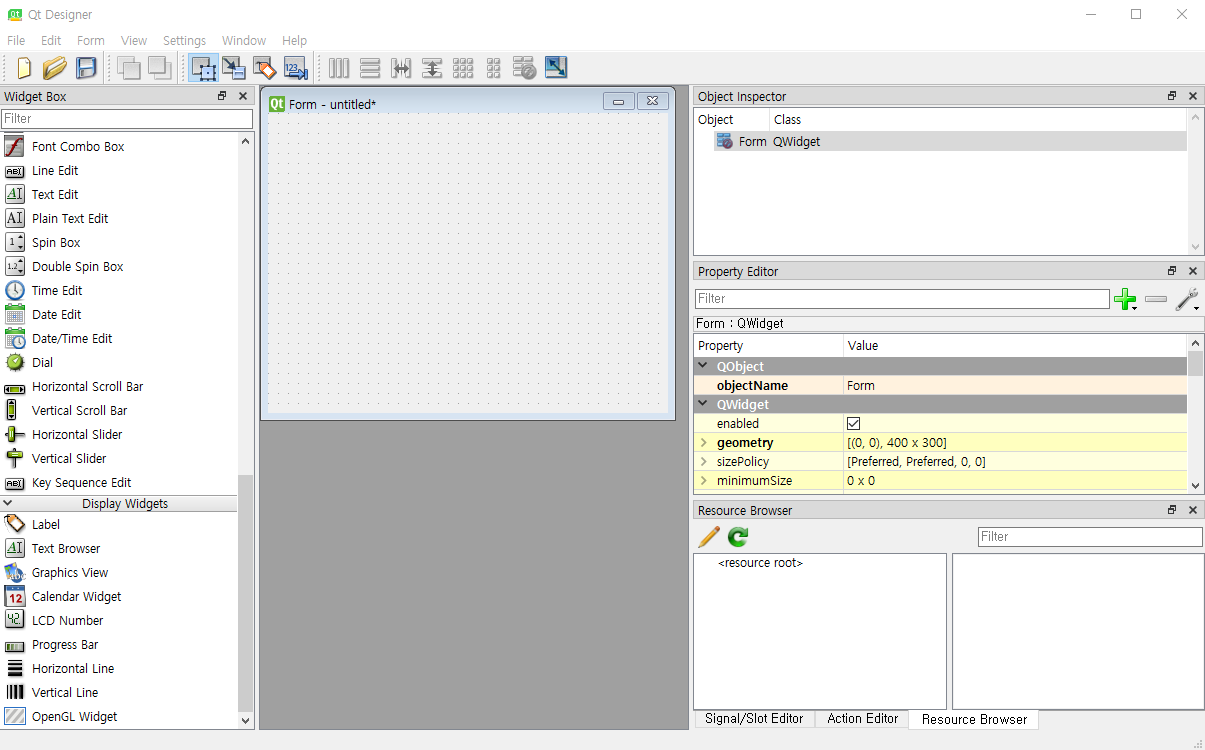 Qt Designer
File Edit Form View Settings Window Help
Widget Box
Filter
Font Combo Box
Line Edit
Text Edit
Plain Text Edit
Spin Box
Double Spin Box
Time Edit
Date Edit
Date/Time Edit
Dial
Horizontal Scroll Bar
Vertical Scroll Bar
Horizontal Slider
Vertical Slider
Key Sequence Edit
Display Widgets
Label
Text Browser
Graphics View
Calendar Widget
LCD Number
Progress Bar
Horizontal Line
Vertical Line
OpenGL Widget
Form - untitled*
Object Inspector
Object Class
Form QWidget
Property Editor
Filter
Form : QWidget
Property Value
QObject
objectName Form
QWidget
enabled
geometry [(0, 0), 400 x 300]
sizePolicy [Preferred, Preferred, 0, 0]
minimumSize 0 x 0
Resource Browser
Filter
<resource root>
Signal/Slot Editor Action Editor Resource Browser